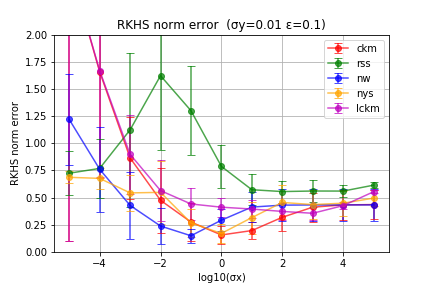 RKHS norm error (σy=0.01 ε=0.1)
RKHS norm error
2.00
1.75
1.50
1.25
1.00
0.75
0.50
0.25
0.00
ckm
rss
nw
nys
lckm
−4 −2 0 2 4
log10(σx)